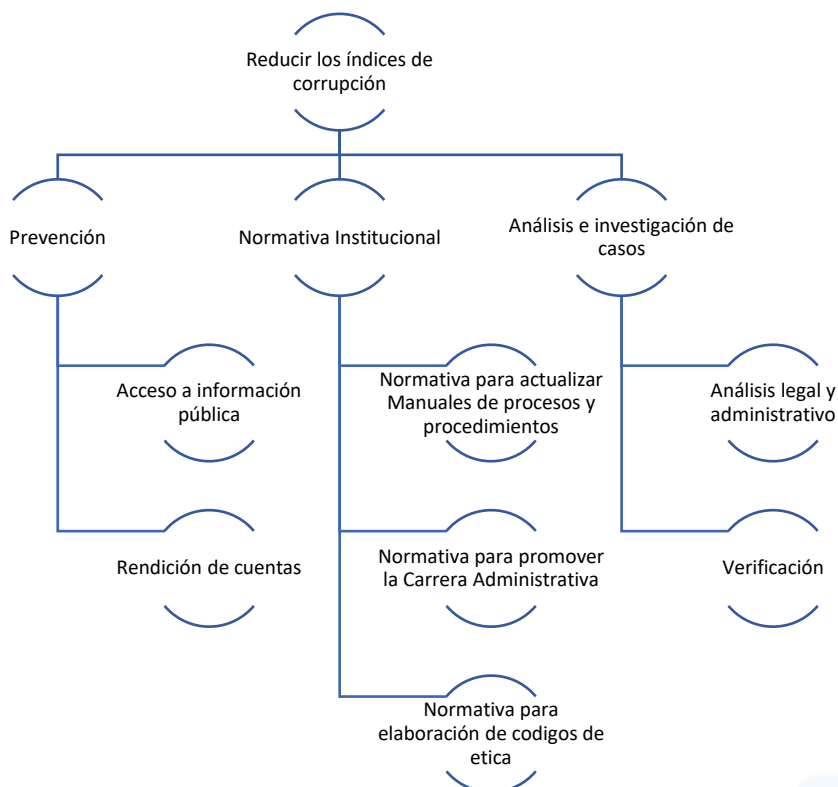 Reducir los índices de
corrupción
Prevención
Normativa Institucional
Análisis e investigación de
casos
Acceso a información
pública
Rendición de cuentas
Normativa para actualizar
Manuales de procesos y
procedimientos
Normativa para promover
la Carrera Administrativa
Normativa para
elaboración de codigos de
etica
Análisis legal y
administrativo
Verificación